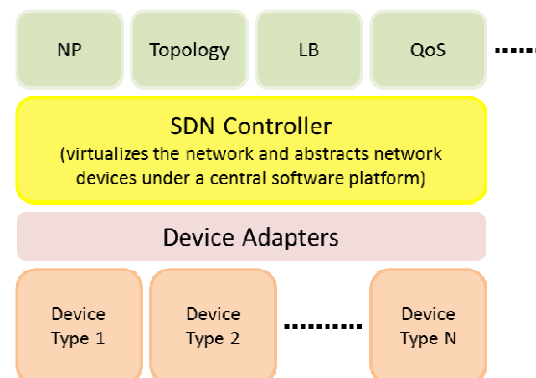 NP Topology LB QoS
SDN Controller
(virtualizes the network and abstracts network
devices under a central software platform)
Device Adapters
Device Device Device
Type 1 Type 2 Type N